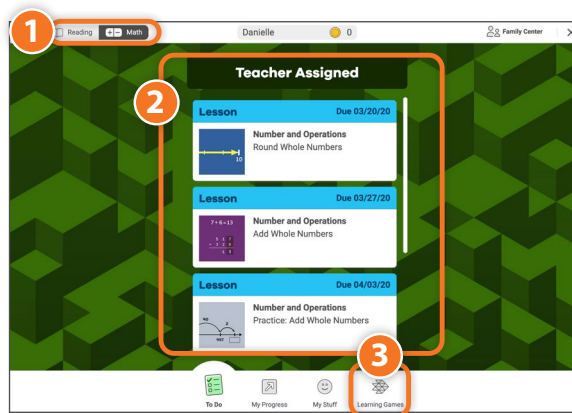 1
Reading
Math
Danielle
0
Family Center
2
Teacher Assigned
Lesson
Due 03/20/20
Number and Operations
Round Whole Numbers
10
Lesson
Due 03/27/20
Number and Operations
Add Whole Numbers
7 + 6 = 13
Lesson
Due 04/03/20
Number and Operations
Practice: Add Whole Numbers
3
To Do
My Progress
My Stuff
Learning Games